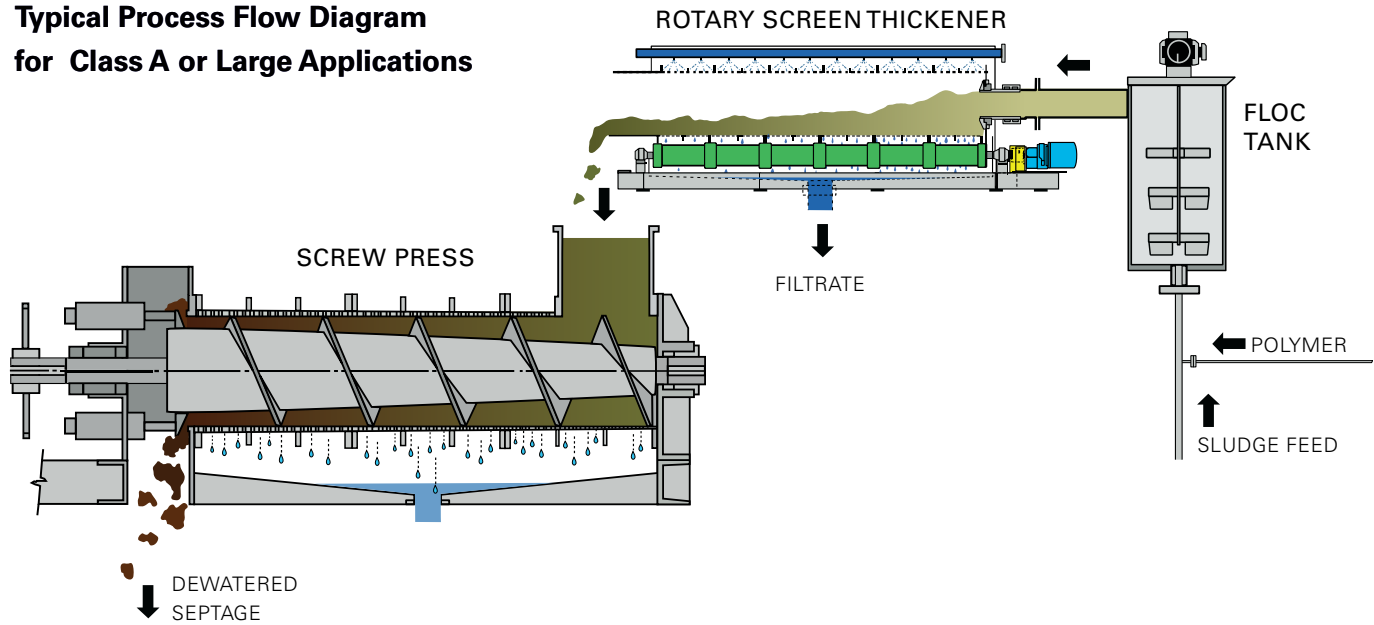 Typical Process Flow Diagram
for Class A or Large Applications
ROTARY SCREEN THICKENER
FLOC
TANK
SCREW PRESS
FILTRATE
POLYMER
SLUDGE FEED
DEWATERED
SEPTAGE